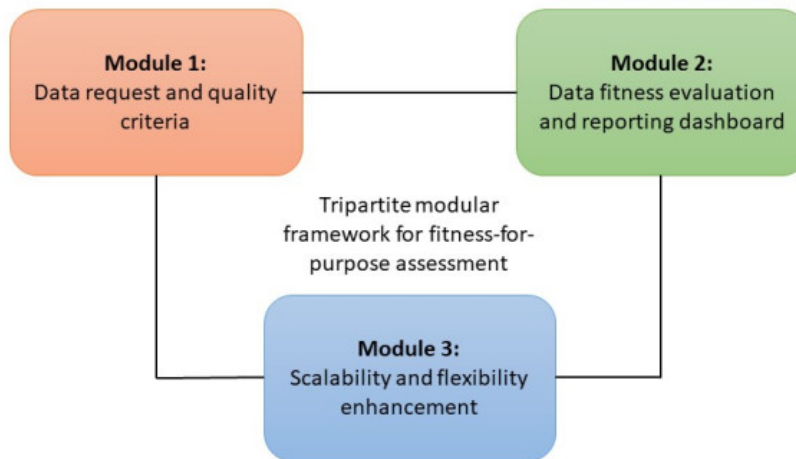 Module 1:
Data request and quality
criteria
Module 2:
Data fitness evaluation
and reporting dashboard
Tripartite modular
framework for fitness-for-
purpose assessment
Module 3:
Scalability and flexibility
enhancement